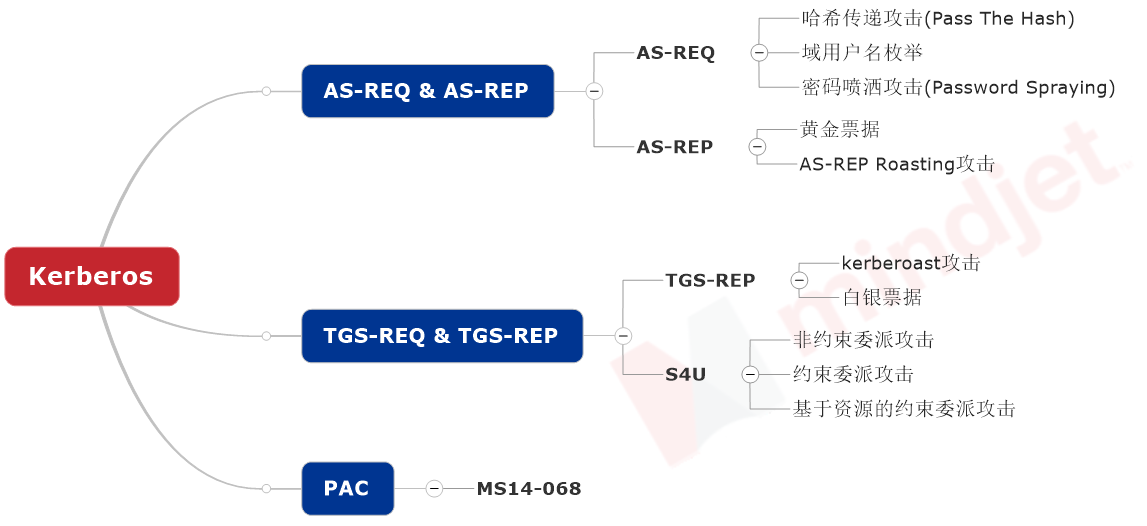 Kerberos
AS-REQ & AS-REP
AS-REQ
哈希传递攻击(Pass The Hash)
域用户名枚举
密码喷洒攻击(Password Spraying)
AS-REP
黄金票据
AS-REP Roasting攻击
TGS-REQ & TGS-REP
TGS-REP
kerberoast攻击
白银票据
S4U
非约束委派攻击
约束委派攻击
基于资源的约束委派攻击
PAC
MS14-068
mindjet™